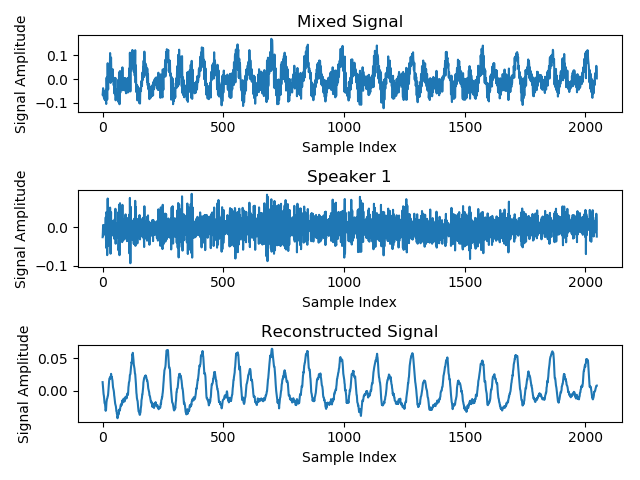 Mixed Signal
Signal Amplitude
0.1
0.0
−0.1
0 500 1000 1500 2000
Sample Index
Speaker 1
Signal Amplitude
0.0
−0.1
0 500 1000 1500 2000
Sample Index
Reconstructed Signal
Signal Amplitude
0.05
0.00
0 500 1000 1500 2000
Sample Index